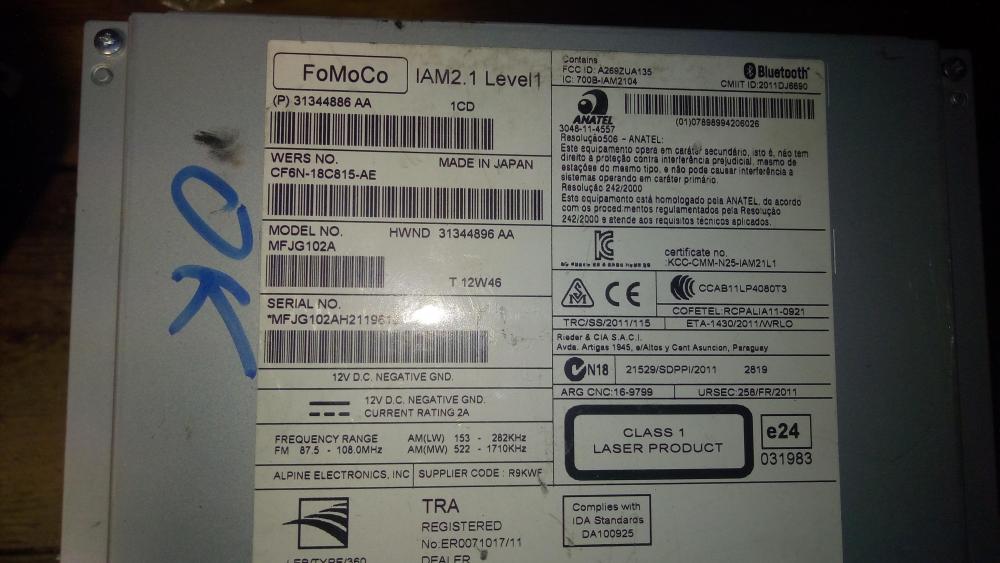 FoMoCo IAM2.1 Level1
(P) 31344886 AA 1CD
WERS NO. MADE IN JAPAN
CF6N-18C815-AE
MODEL NO. HWND 31344896 AA
MFJG102A
T 12W46
SERIAL NO.
*MFJG102AH21196
12V D.C. NEGATIVE GND.
12V D.C. NEGATIVE GND.
CURRENT RATING 2A
FREQUENCY RANGE AM(LW) 153 - 282KHz
FM 87.5 - 108.0MHz AM(MW) 522 - 1710KHz
ALPINE ELECTRONICS, INC SUPPLIER CODE : R9KWF
TRA
REGISTERED
No:ER0071017/11
DEALER
Contains
FCC ID: A269ZUA135
IC: 700B-IAM2104
Bluetooth
CMIIT ID:2011DJ6690
ANATEL
3048-11-4557
(01)07898994206026
Resolução506 - ANATEL:
Este equipamento opera em caráter secundário, isto é, não tem
direito a proteção contra interferência prejudicial, mesmo de
estações do mesmo tipo, e não pode causar interferência a
sistemas operando em caráter primário.
Resolução 242/2000
Este equipamento está homologado pela ANATEL, de acordo
com os procedimentos regulamentados pela Resolução
242/2000 e atende aos requisitos técnicos aplicados.
certificate no.
:KCC-CMM-N25-IAM21L1
CE
CCAB11LP4080T3
COFETEL:RCPALIA11-0921
TRC/SS/2011/115 ETA-1430/2011/WRLO
Rieder & CIA S.A.C.I.
Avda. Artigas 1945, e/Altos y Cent Asuncion, Paraguay
N18 21529/SDPPI/2011 2819
ARG CNC:16-9799 URSEC:256/FR/2011
CLASS 1
LASER PRODUCT
e24
031983
Complies with
IDA Standards
DA100925
OK